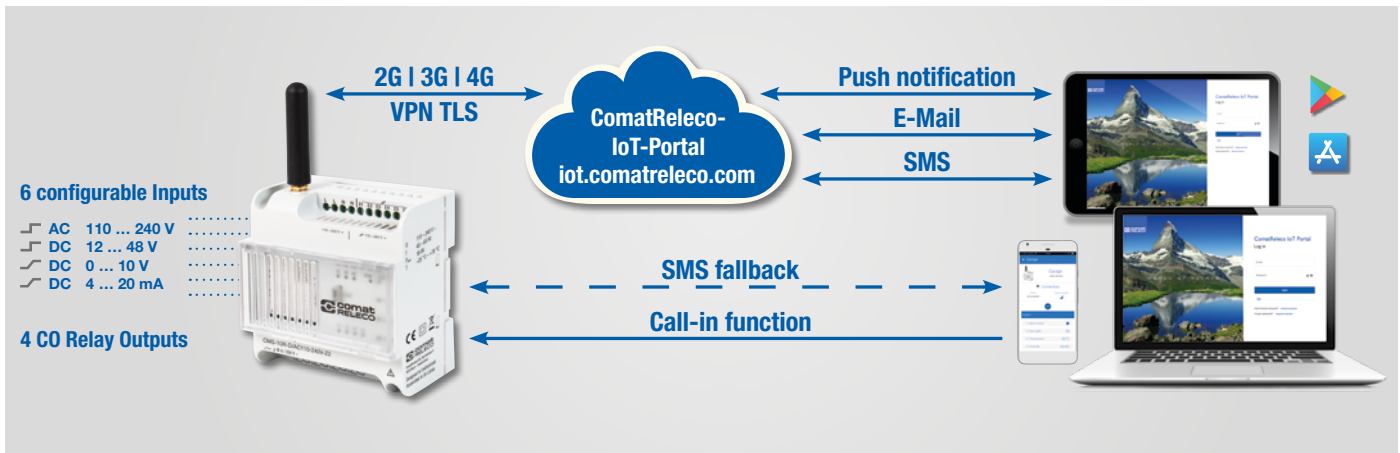 2G | 3G | 4G
VPN TLS
ComatReleco-
IoT-Portal
iot.comatreleco.com
Push notification
E-Mail
SMS
6 configurable Inputs
AC 110 ... 240 V
DC 12 ... 48 V
DC 0 ... 10 V
DC 4 ... 20 mA
4 CO Relay Outputs
comat
RELECO
SMS fallback
Call-in function
ComatReleco IoT Portal
Log in
ComatReleco IoT Portal
Log in
Garage